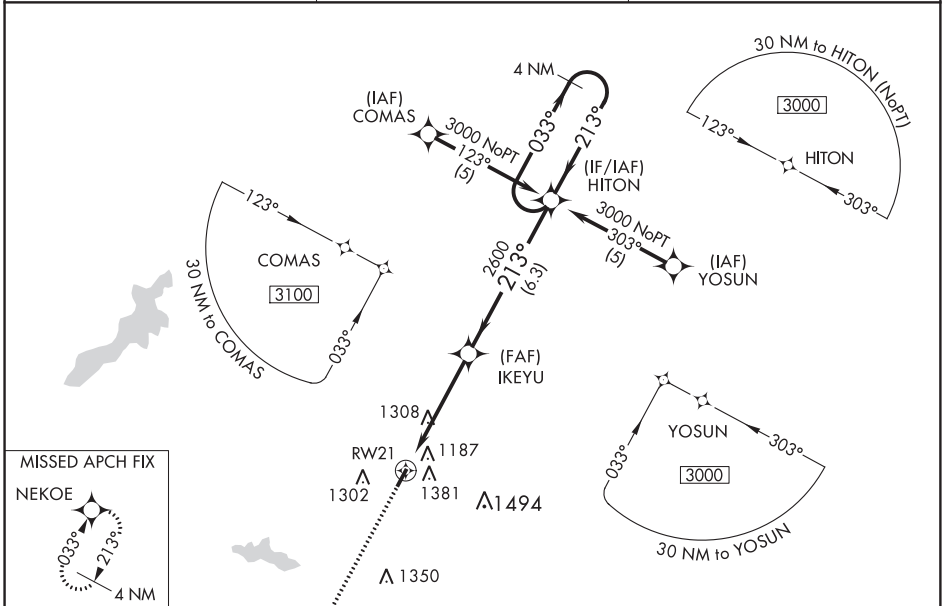 30 NM to HITON (NoPT)
3000
123°
HITON
303°
4 NM
033°
213°
(IAF)
COMAS
3000 NoPT
123°
(5)
(IF/IAF)
HITON
3000 NoPT
303°
(5)
(IAF)
YOSUN
123°
COMAS
3100
033°
30 NM to COMAS
2600
213°
(6.3)
(FAF)
IKEYU
1308
RW21
1187
1302
1381
1494
1350
YOSUN
303°
033°
3000
30 NM to YOSUN
MISSED APCH FIX
NEKOE
033°
213°
4 NM